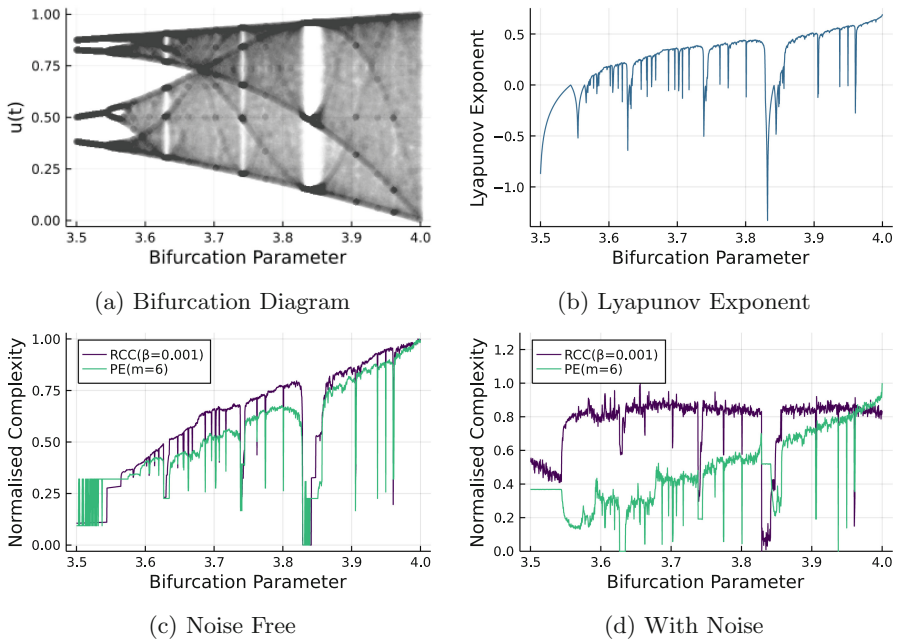 1.00
0.75
0.50
0.25
0.00
u(t)
3.5 3.6 3.7 3.8 3.9 4.0
Bifurcation Parameter
(a) Bifurcation Diagram
0.5
0.0
−0.5
−1.0
Lyapunov Exponent
3.5 3.6 3.7 3.8 3.9 4.0
Bifurcation Parameter
(b) Lyapunov Exponent
1.00
0.75
0.50
0.25
0.00
Normalised Complexity
RCC(β=0.001)
PE(m=6)
3.5 3.6 3.7 3.8 3.9 4.0
Bifurcation Parameter
(c) Noise Free
1.2
1.0
0.8
0.6
0.4
0.2
0.0
Normalised Complexity
RCC(β=0.001)
PE(m=6)
3.5 3.6 3.7 3.8 3.9 4.0
Bifurcation Parameter
(d) With Noise